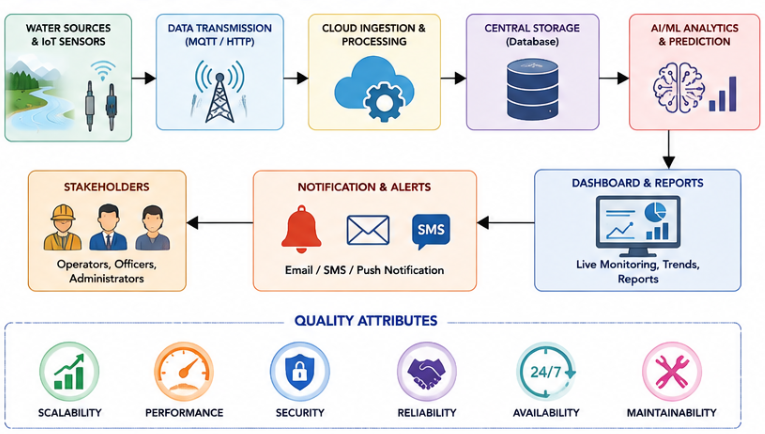 WATER SOURCES
& IoT SENSORS
DATA TRANSMISSION
(MQTT / HTTP)
CLOUD INGESTION &
PROCESSING
CENTRAL STORAGE
(Database)
AI/ML ANALYTICS
& PREDICTION
STAKEHOLDERS
Operators, Officers,
Administrators
NOTIFICATION & ALERTS
SMS
Email / SMS / Push Notification
DASHBOARD & REPORTS
Live Monitoring, Trends,
Reports
QUALITY ATTRIBUTES
24/7
SCALABILITY
PERFORMANCE
SECURITY
RELIABILITY
AVAILABILITY
MAINTAINABILITY